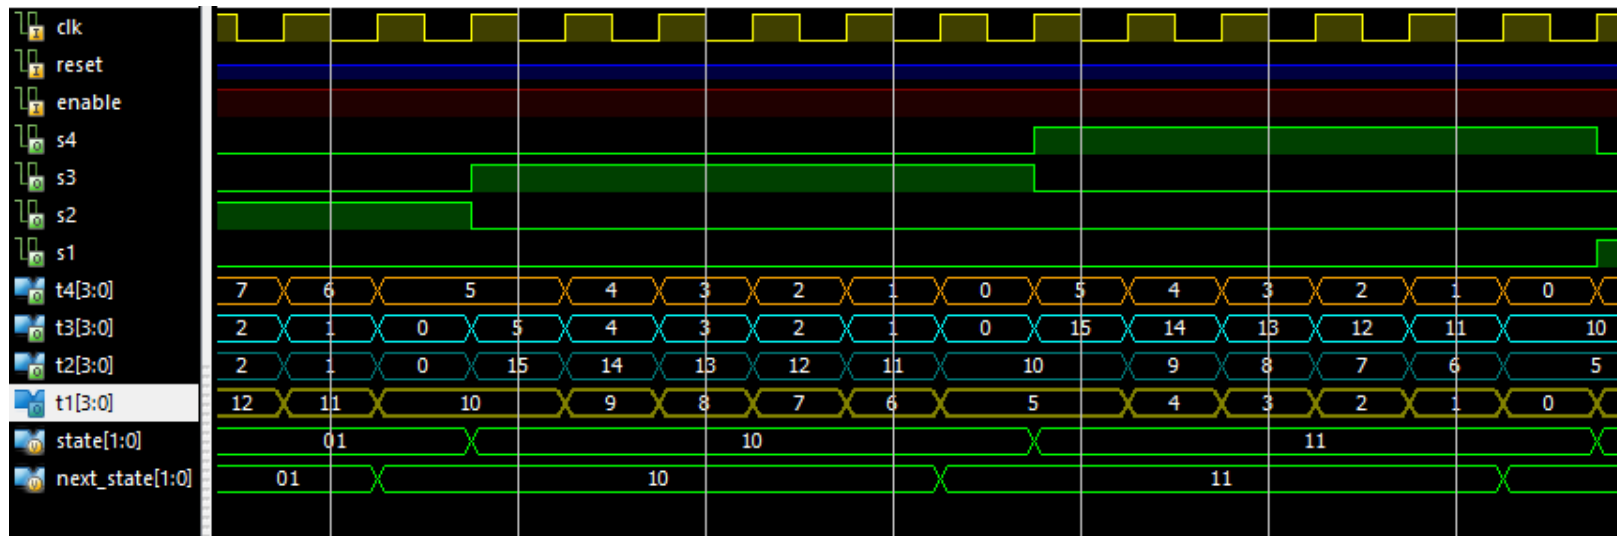 clk
reset
enable
s4
s3
s2
s1
t4[3:0] 7 6 5 4 3 2 1 0 5 4 3 2 1 0
t3[3:0] 2 1 0 5 4 3 2 1 0 15 14 13 12 11 10
t2[3:0] 2 1 0 15 14 13 12 11 10 9 8 7 6 5
t1[3:0] 12 11 10 9 8 7 6 5 4 3 2 1 0
state[1:0] 01 10 11
next_state[1:0] 01 10 11